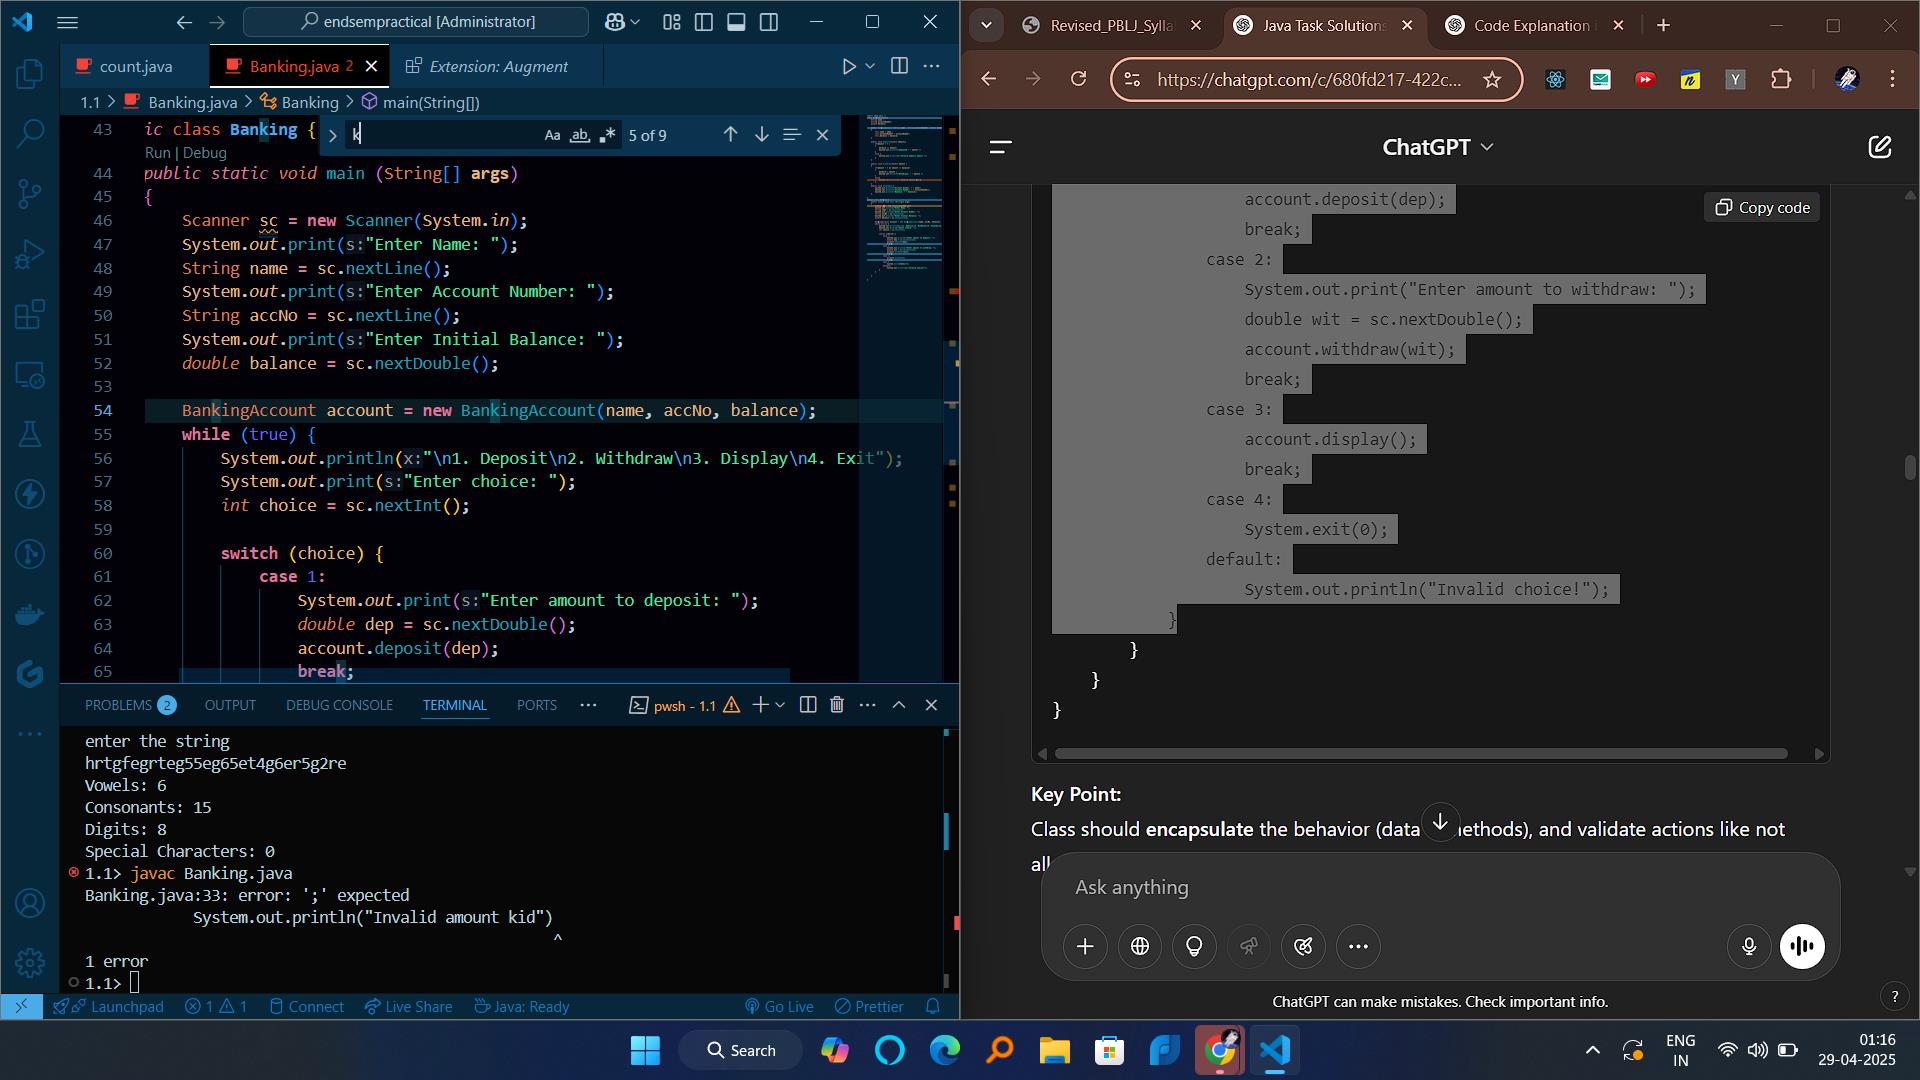 endsempractical [Administrator]
count.java
Banking.java 2
Extension: Augment
1.1 > Banking.java > Banking > main(String[])
k
Aa ab .* 5 of 9
43 ic class Banking {
Run | Debug
44 public static void main (String[] args)
45 {
46 Scanner sc = new Scanner(System.in);
47 System.out.print(s:"Enter Name: ");
48 String name = sc.nextLine();
49 System.out.print(s:"Enter Account Number: ");
50 String accNo = sc.nextLine();
51 System.out.print(s:"Enter Initial Balance: ");
52 double balance = sc.nextDouble();
53
54 BankingAccount account = new BankingAccount(name, accNo, balance);
55 while (true) {
56 System.out.println(x:"\n1. Deposit\n2. Withdraw\n3. Display\n4. Exit");
57 System.out.print(s:"Enter choice: ");
58 int choice = sc.nextInt();
59
60 switch (choice) {
61 case 1:
62 System.out.print(s:"Enter amount to deposit: ");
63 double dep = sc.nextDouble();
64 account.deposit(dep);
65 break;
PROBLEMS 2 OUTPUT DEBUG CONSOLE TERMINAL PORTS ··· pwsh - 1.1
enter the string
hrtgfegrteg55eg65et4g6er5g2re
Vowels: 6
Consonants: 15
Digits: 8
Special Characters: 0
1.1> javac Banking.java
Banking.java:33: error: ';' expected
System.out.println("Invalid amount kid")
^
1 error
1.1>
Launchpad 1 1 Connect Live Share Java: Ready Go Live Prettier
Revised_PBLJ_Sylla
Java Task Solutions
Code Explanation
https://chatgpt.com/c/680fd217-422c...
ChatGPT
Copy code
account.deposit(dep);
break;
case 2:
System.out.print("Enter amount to withdraw: ");
double wit = sc.nextDouble();
account.withdraw(wit);
break;
case 3:
account.display();
break;
case 4:
System.exit(0);
default:
System.out.println("Invalid choice!");
}
}
}
}
Key Point:
Class should encapsulate the behavior (data ethods), and validate actions like not
all
Ask anything
ChatGPT can make mistakes. Check important info.
?
Search
ENG
IN
01:16
29-04-2025